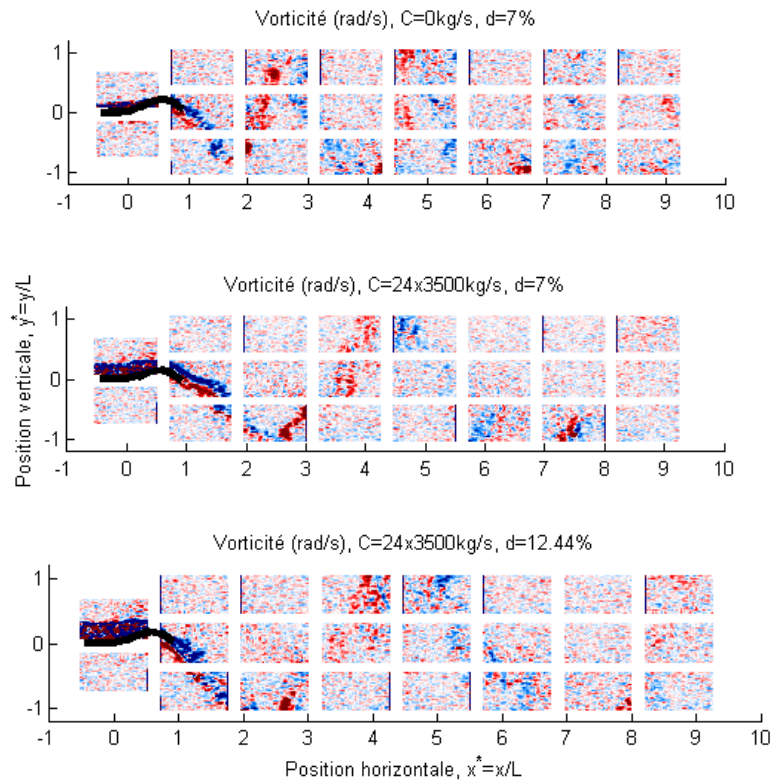 Vorticité (rad/s), C=0kg/s, d=7%
1
0
-1
-1 0 1 2 3 4 5 6 7 8 9 10
Vorticité (rad/s), C=24x3500kg/s, d=7%
Position verticale, y*=y/L
1
0
-1
-1 0 1 2 3 4 5 6 7 8 9 10
Vorticité (rad/s), C=24x3500kg/s, d=12.44%
1
0
-1
-1 0 1 2 3 4 5 6 7 8 9 10
Position horizontale, x*=x/L